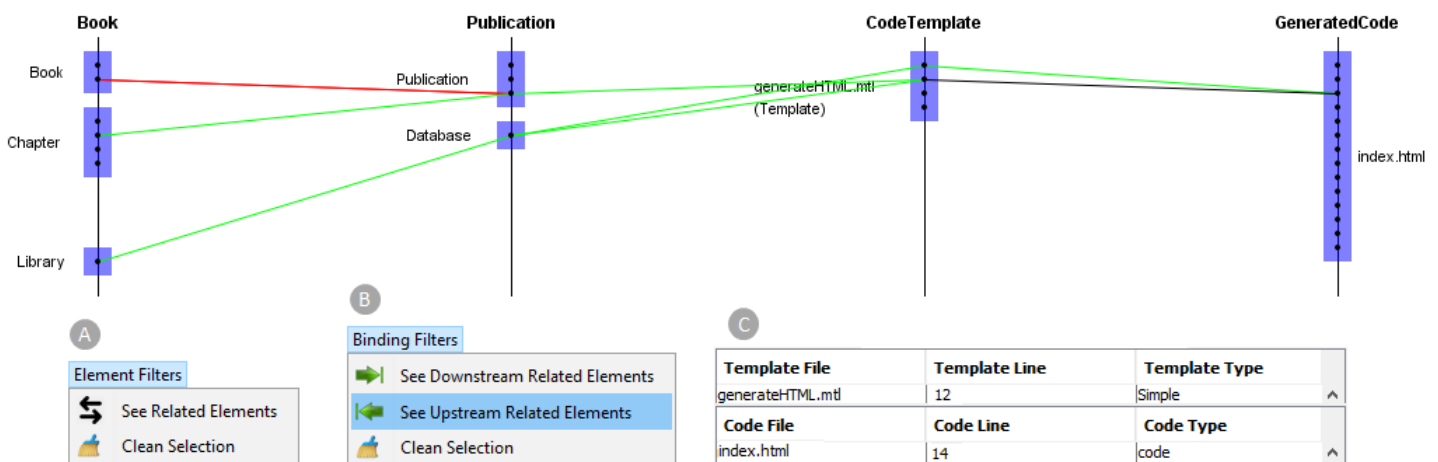 Book Publication CodeTemplate GeneratedCode
Book
Publication
generateHTML.mtl
(Template)
Database
Chapter
index.html
Library
A
B
C
Element Filters
See Related Elements
Clean Selection
Binding Filters
See Downstream Related Elements
See Upstream Related Elements
Clean Selection
Template File Template Line Template Type
generateHTML.mtl 12 Simple
Code File Code Line Code Type
index.html 14 code